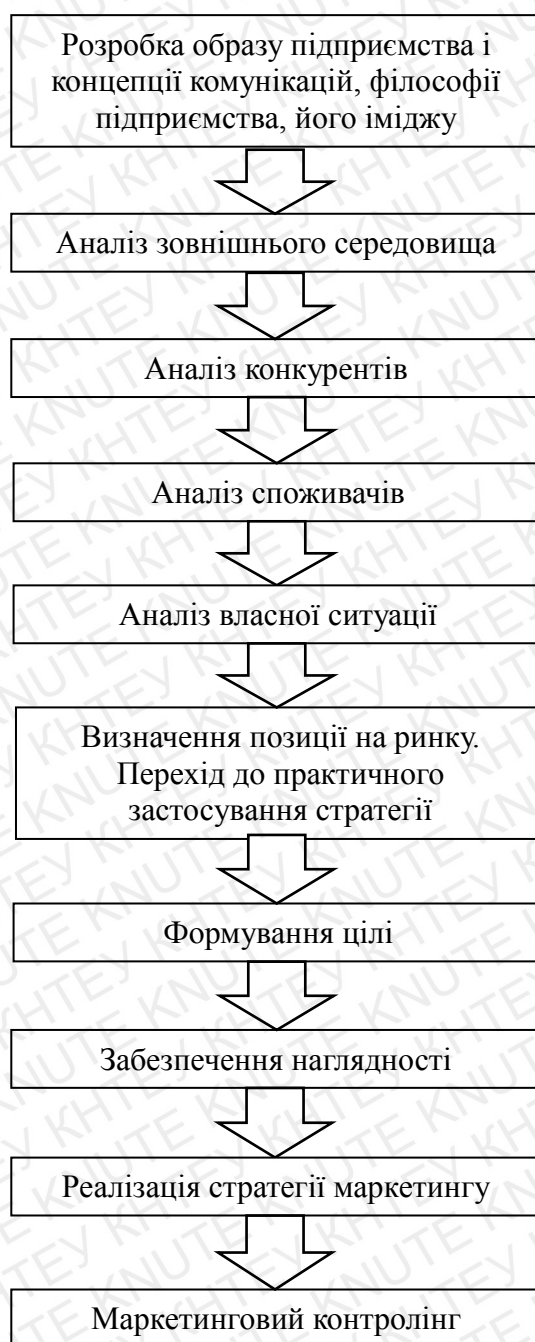 Розробка образу підприємства і
концепції комунікацій, філософії
підприємства, його іміджу
Аналіз зовнішнього середовища
Аналіз конкурентів
Аналіз споживачів
Аналіз власної ситуації
Визначення позиції на ринку.
Перехід до практичного
застосування стратегії
Формування цілі
Забезпечення наглядності
Реалізація стратегії маркетингу
Маркетинговий контролінг